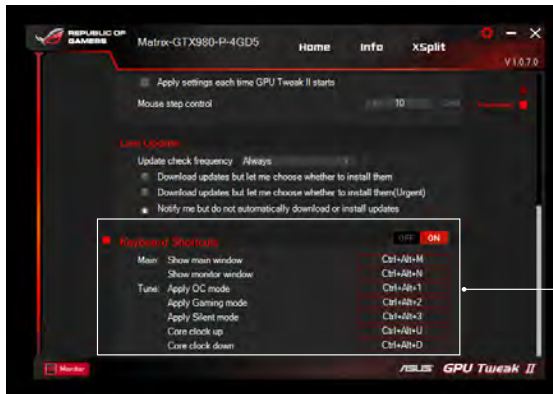 REPUBLIC OF
GAMERS
Matrix-GTX980-P-4GD5
Home Info XSplit
V1.0.7.0
Apply settings each time GPU Tweak II starts
Mouse step control 10
Live Update
Update check frequency Always
Download updates but let me choose whether to install them
Download updates but let me choose whether to install them(Urgent)
Notify me but do not automatically download or install updates
Keyboard Shortcuts OFF ON
Main: Show main window Ctrl+Alt+M
Show monitor window Ctrl+Alt+N
Tune: Apply OC mode Ctrl+Alt+1
Apply Gaming mode Ctrl+Alt+2
Apply Silent mode Ctrl+Alt+3
Core clock up Ctrl+Alt+U
Core clock down Ctrl+Alt+D
Monitor
ASUS GPU Tweak II